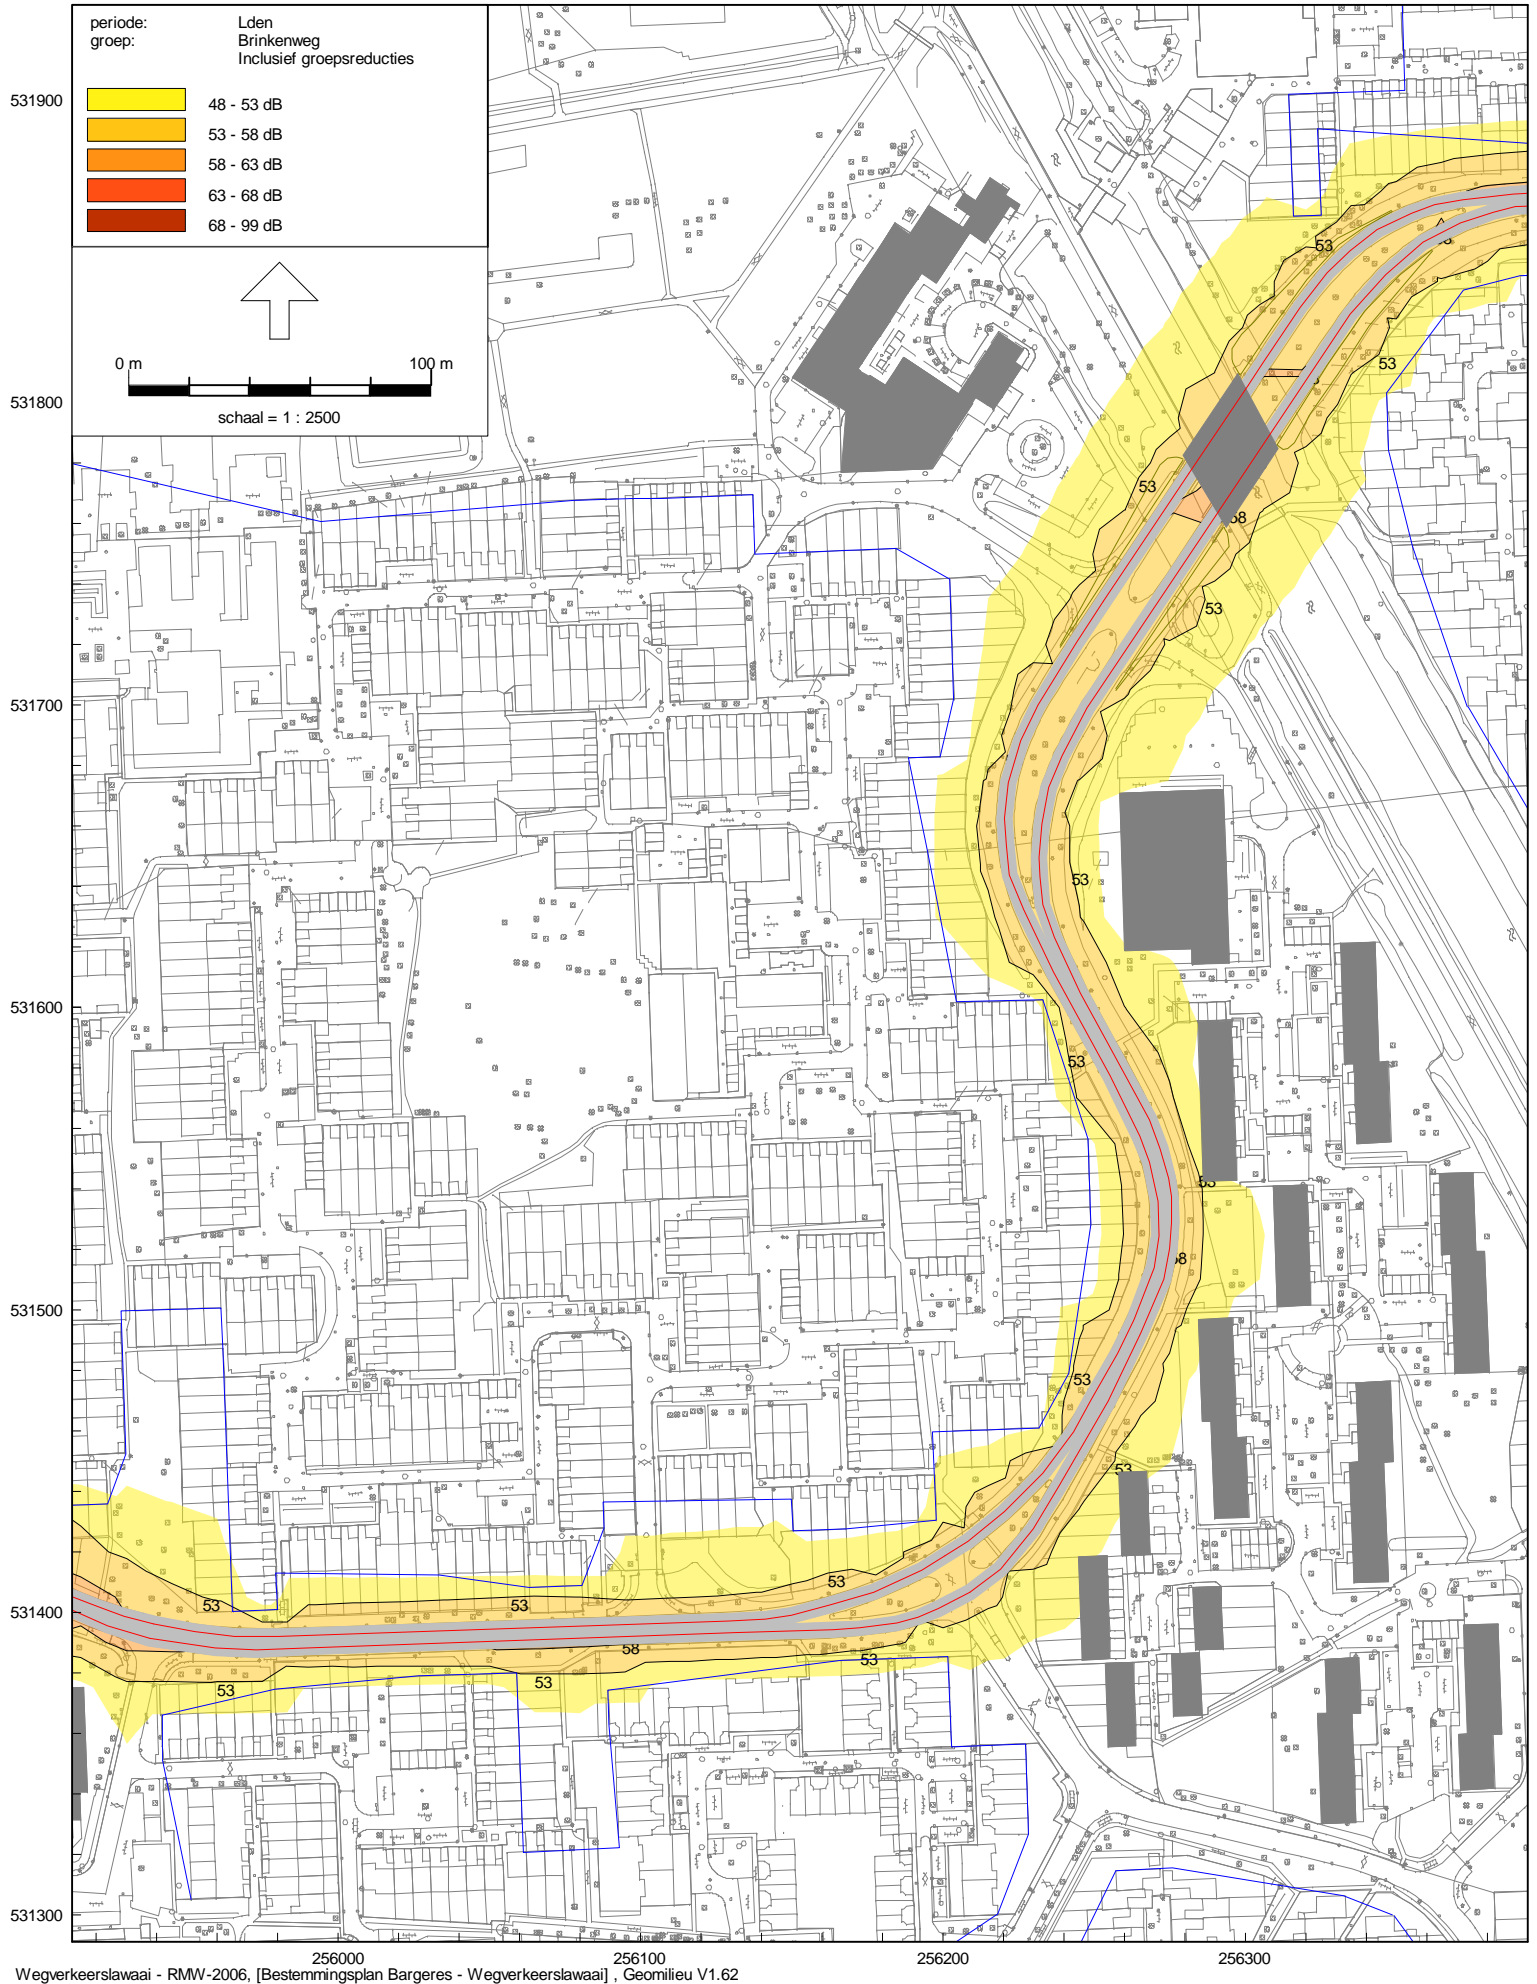 periode: Lden
groep: Brinkenweg
Inclusief groepsreducties
48 - 53 dB
53 - 58 dB
58 - 63 dB
63 - 68 dB
68 - 99 dB
0 m 100 m
schaal = 1 : 2500
531900
531800
531700
531600
531500
531400
531300
53
53
53
58
53
53
53
53
58
53
53
53
53
53
58
53
53
53
256000 256100 256200 256300
Wegverkeerslawaai - RMW-2006, [Bestemmingsplan Bargeres - Wegverkeerslawaai] , Geomilieu V1.62